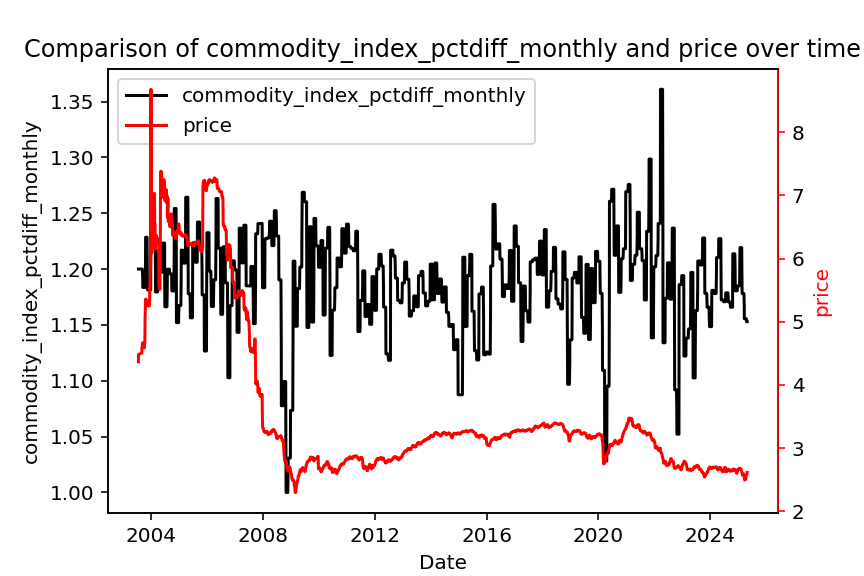 Comparison of commodity_index_pctdiff_monthly and price over time
commodity_index_pctdiff_monthly
price
commodity_index_pctdiff_monthly
1.35
1.30
1.25
1.20
1.15
1.10
1.05
1.00
8
7
6
5
4
3
2
price
2004 2008 2012 2016 2020 2024
Date